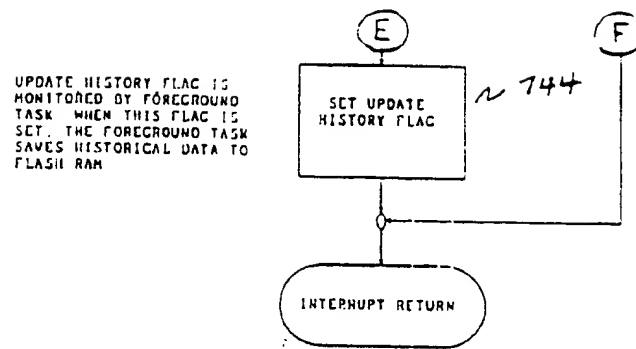 E
F
UPDATE HISTORY FLAG IS
MONITORED BY FOREGROUND
TASK WHEN THIS FLAG IS
SET, THE FOREGROUND TASK
SAVES HISTORICAL DATA TO
FLASH RAM
SET UPDATE
HISTORY FLAG
~ 744
INTERRUPT RETURN